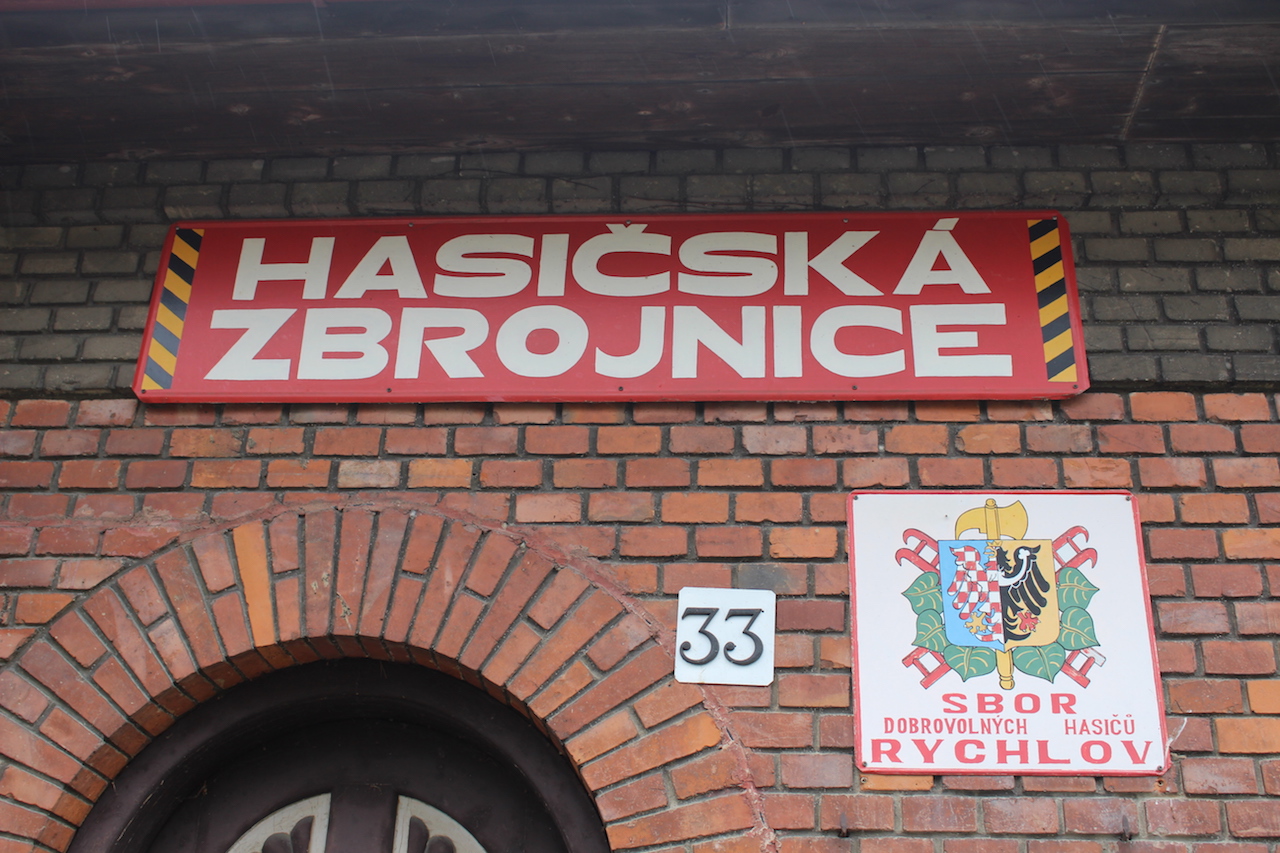 HASIČSKÁ
ZBROJNICE
33
SBOR
DOBROVOLNÝCH HASIČŮ
RYCHLOV